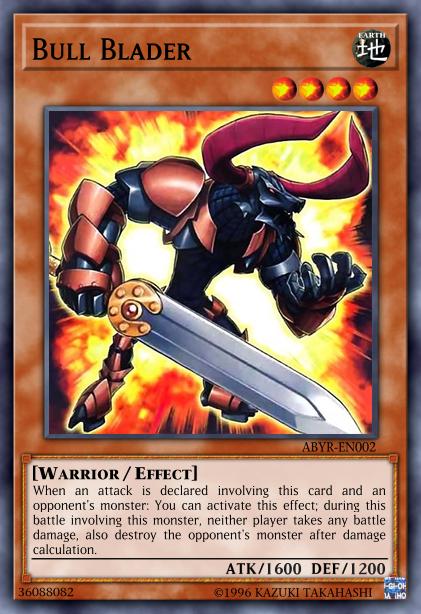 BULL BLADER
EARTH
地
ABYR-EN002
[WARRIOR / EFFECT]
When an attack is declared involving this card and an
opponent's monster: You can activate this effect; during this
battle involving this monster, neither player takes any battle
damage, also destroy the opponent's monster after damage
calculation.
ATK/1600 DEF/1200
36088082
©1996 KAZUKI TAKAHASHI